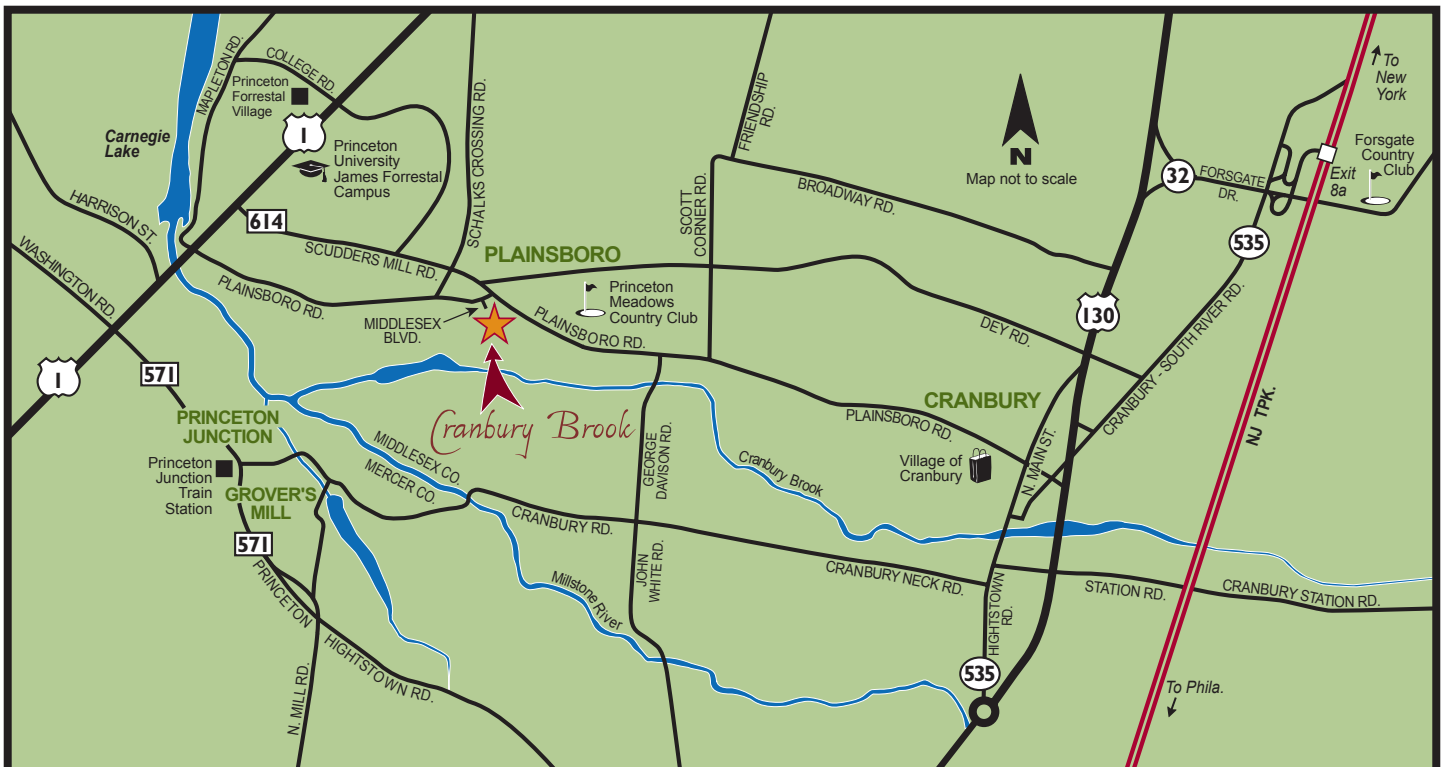 MAPLETON RD.
COLLEGE RD.
Princeton
Forrestal
Village
1
Princeton
University
James Forrestal
Campus
Carnegie
Lake
HARRISON ST.
WASHINGTON RD.
614
SCUDDERS MILL RD.
SCHALKS CROSSING RD.
PLAINSBORO RD.
MIDDLESEX
BLVD.
PLAINSBORO
Princeton
Meadows
Country Club
PLAINSBORO RD.
FRIENDSHIP
RD.
SCOTT
CORNER RD.
BROADWAY RD.
N
Map not to scale
To
New
York
32
FORSGATE
DR.
Exit
8a
Forsgate
Country
Club
535
130
DEY RD.
CRANBURY - SOUTH RIVER RD.
NJ TPK.
1
571
PRINCETON
JUNCTION
Princeton
Junction
Train
Station
GROVER'S
MILL
571
Cranbury Brook
MIDDLESEX CO.
MERCER CO.
GEORGE
DAVISON RD.
CRANBURY
PLAINSBORO RD.
Village of
Cranbury
N. MAIN ST.
Cranbury Brook
CRANBURY RD.
JOHN
WHITE RD.
Millstone River
CRANBURY NECK RD.
HIGHTSTOWN
RD.
STATION RD.
CRANBURY STATION RD.
PRINCETON
HIGHTSTOWN RD.
N. MILL RD.
535
To Phila.